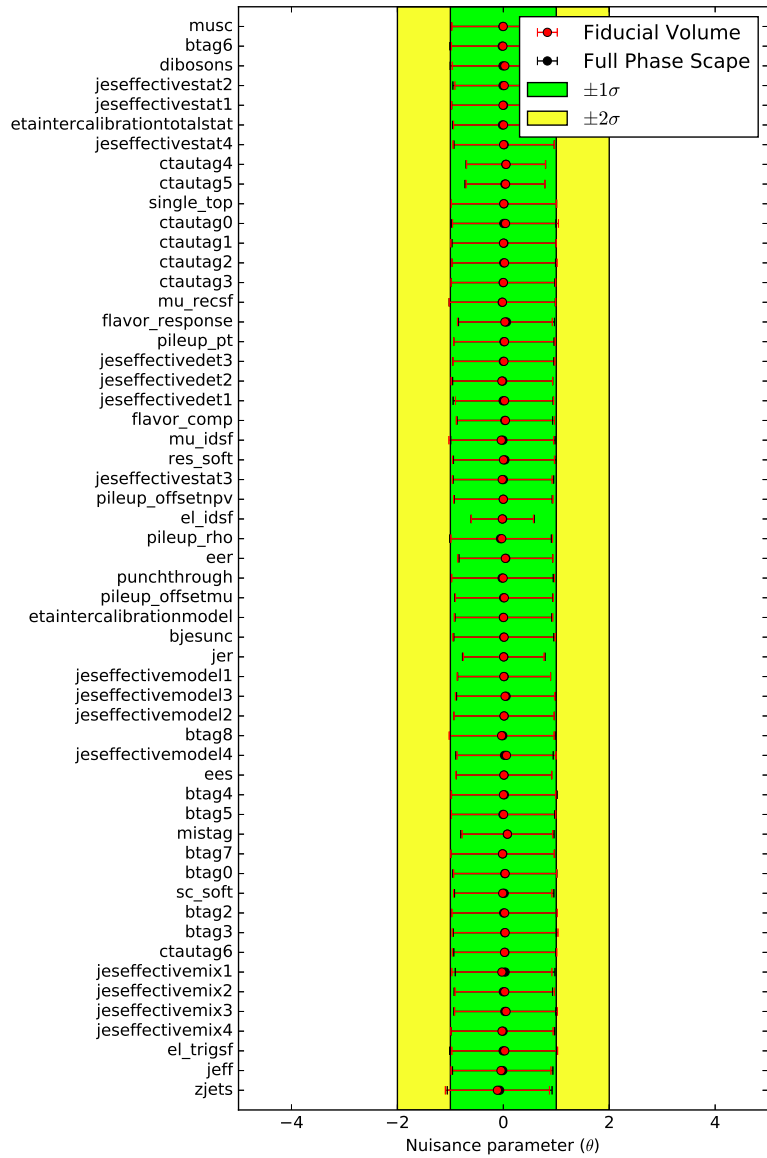 musc
btag6
dibosons
jeseffectivestat2
jeseffectivestat1
etaintercalibrationtotalstat
jeseffectivestat4
ctautag4
ctautag5
single_top
ctautag0
ctautag1
ctautag2
ctautag3
mu_recsf
flavor_response
pileup_pt
jeseffectivedet3
jeseffectivedet2
jeseffectivedet1
flavor_comp
mu_idsf
res_soft
jeseffectivestat3
pileup_offsetnpv
el_idsf
pileup_rho
eer
punchthrough
pileup_offsetmu
etaintercalibrationmodel
bjesunc
jer
jeseffectivemodel1
jeseffectivemodel3
jeseffectivemodel2
btag8
jeseffectivemodel4
ees
btag4
btag5
mistag
btag7
btag0
sc_soft
btag2
btag3
ctautag6
jeseffectivemix1
jeseffectivemix2
jeseffectivemix3
jeseffectivemix4
el_trigsf
jeff
zjets
Fiducial Volume
Full Phase Scape
±1σ
±2σ
−4 −2 0 2 4
Nuisance parameter (θ)